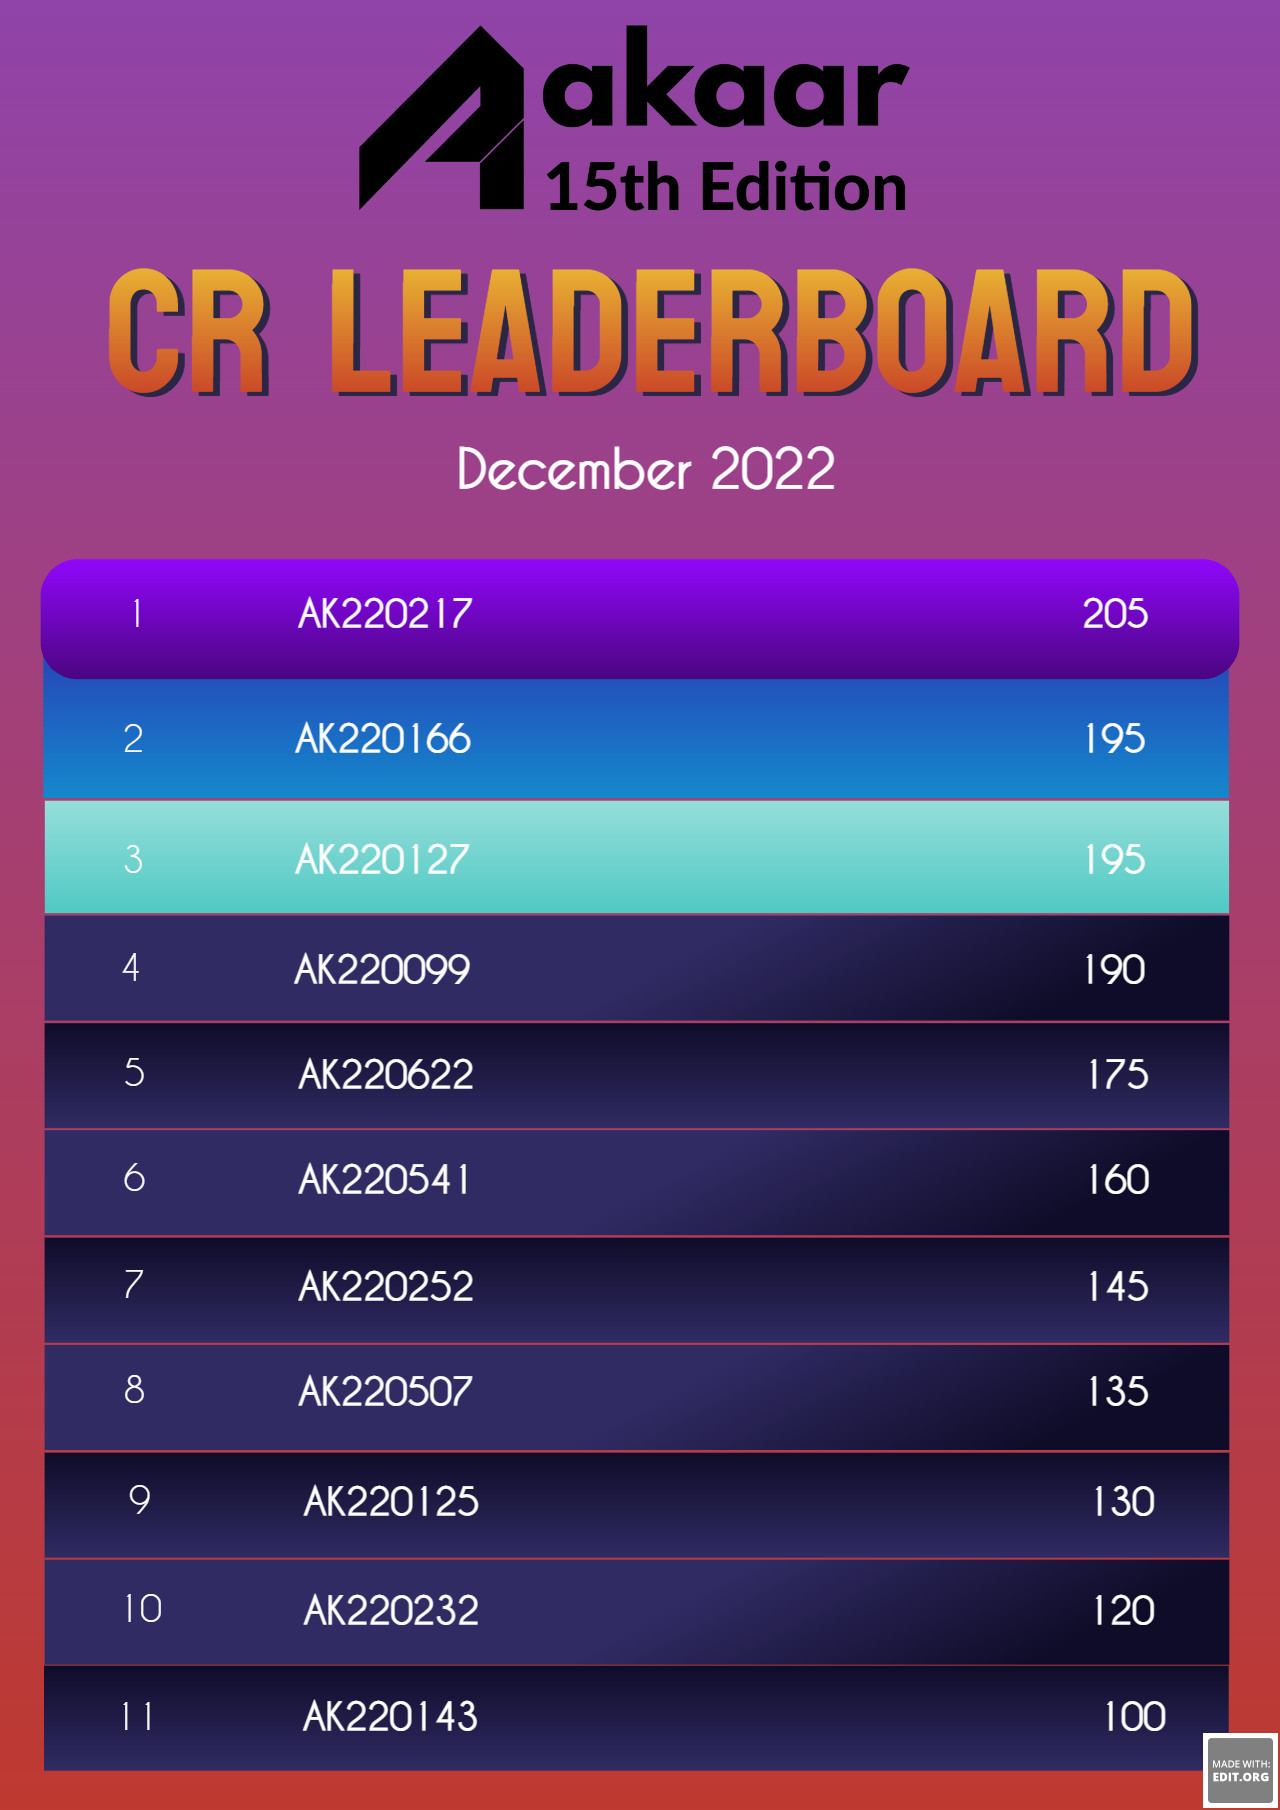 Aakaar
15th Edition
CR LEADERBOARD
December 2022
1 AK220217 205
2 AK220166 195
3 AK220127 195
4 AK220099 190
5 AK220622 175
6 AK220541 160
7 AK220252 145
8 AK220507 135
9 AK220125 130
10 AK220232 120
11 AK220143 100
MADE WITH:
EDIT.ORG